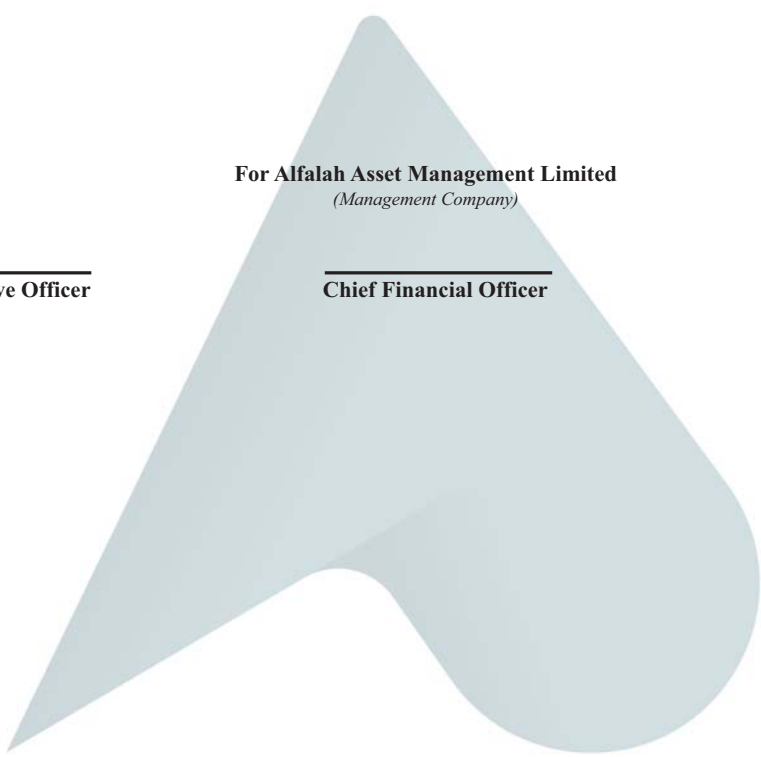 For Alfalah Asset Management Limited
(Management Company)
ve Officer
Chief Financial Officer